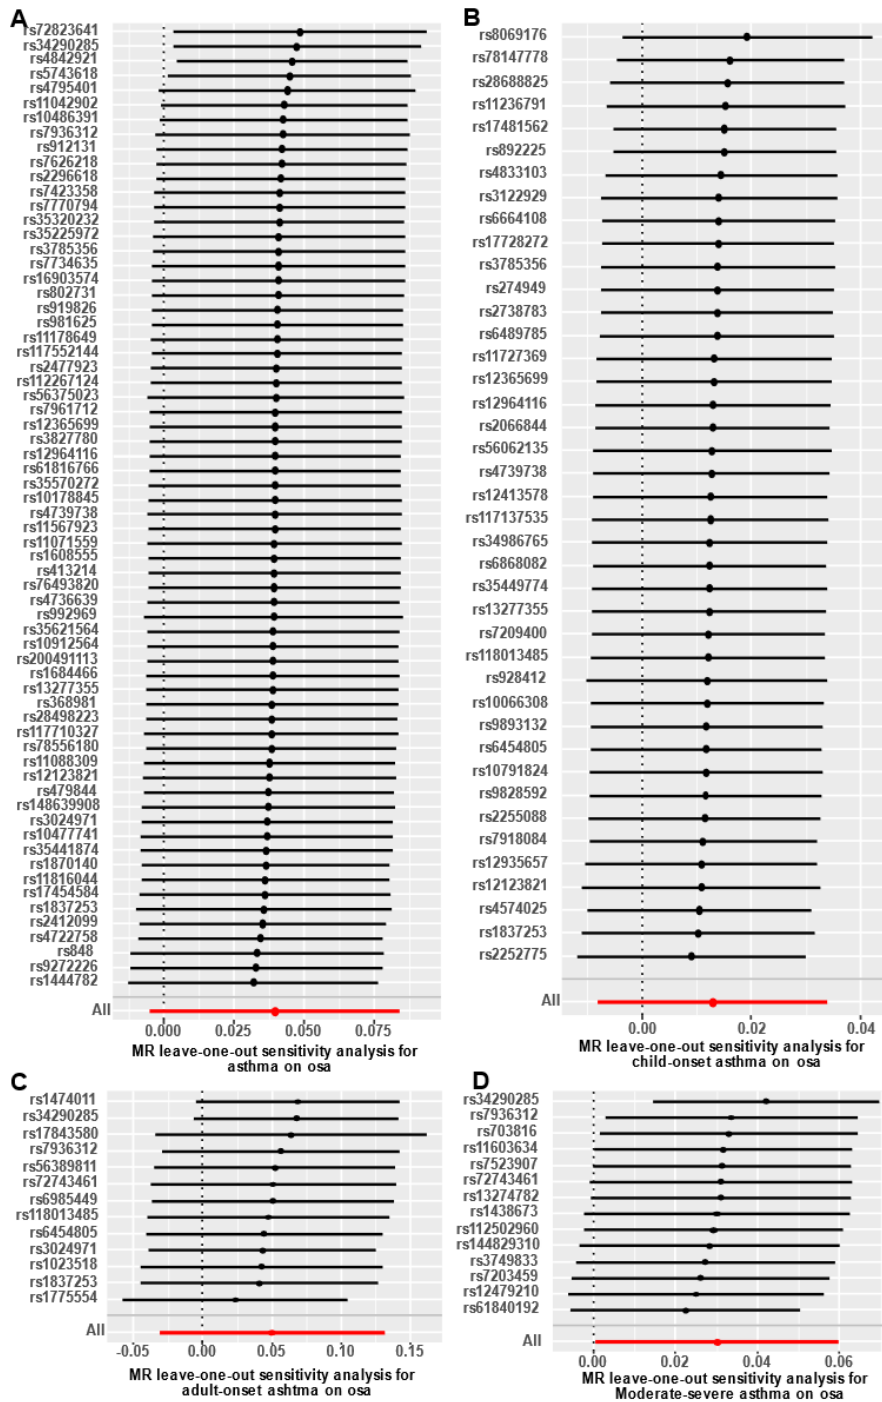 A
rs72823641
rs34290285
rs4842921
rs5743618
rs4795401
rs11042902
rs10486391
rs7936312
rs912131
rs7626218
rs2296618
rs7423358
rs7770794
rs35320232
rs35225972
rs3785356
rs7734635
rs16903574
rs802731
rs919826
rs981625
rs11178649
rs117552144
rs2477923
rs112267124
rs56375023
rs7961712
rs12365699
rs3827780
rs12964116
rs61816766
rs35570272
rs10178845
rs4739738
rs11567923
rs11071559
rs1608555
rs413214
rs76493820
rs4736639
rs992969
rs35621564
rs10912564
rs200491113
rs1684466
rs13277355
rs368981
rs28498223
rs117710327
rs78556180
rs11088309
rs12123821
rs479844
rs148639908
rs3024971
rs10477741
rs35441874
rs1870140
rs11816044
rs17454584
rs1837253
rs2412099
rs4722758
rs848
rs9272226
rs1444782
All
0.000 0.025 0.050 0.075
MR leave-one-out sensitivity analysis for
asthma on osa
B
rs8069176
rs78147778
rs28688825
rs11236791
rs17481562
rs892225
rs4833103
rs3122929
rs6664108
rs17728272
rs3785356
rs274949
rs2738783
rs6489785
rs11727369
rs12365699
rs12964116
rs2066844
rs56062135
rs4739738
rs12413578
rs117137535
rs34986765
rs6868082
rs35449774
rs13277355
rs7209400
rs118013485
rs928412
rs10066308
rs9893132
rs6454805
rs10791824
rs9828592
rs2255088
rs7918084
rs12935657
rs12123821
rs4574025
rs1837253
rs2252775
All
0.00 0.02 0.04
MR leave-one-out sensitivity analysis for
child-onset asthma on osa
C
rs1474011
rs34290285
rs17843580
rs7936312
rs56389811
rs72743461
rs6985449
rs118013485
rs6454805
rs3024971
rs1023518
rs1837253
rs1775554
All
-0.05 0.00 0.05 0.10 0.15
MR leave-one-out sensitivity analysis for
adult-onset ashtma on osa
D
rs34290285
rs7936312
rs703816
rs11603634
rs7523907
rs72743461
rs13274782
rs1438673
rs112502960
rs144829310
rs3749833
rs7203459
rs12479210
rs61840192
All
0.00 0.02 0.04 0.06
MR leave-one-out sensitivity analysis for
Moderate-severe asthma on osa